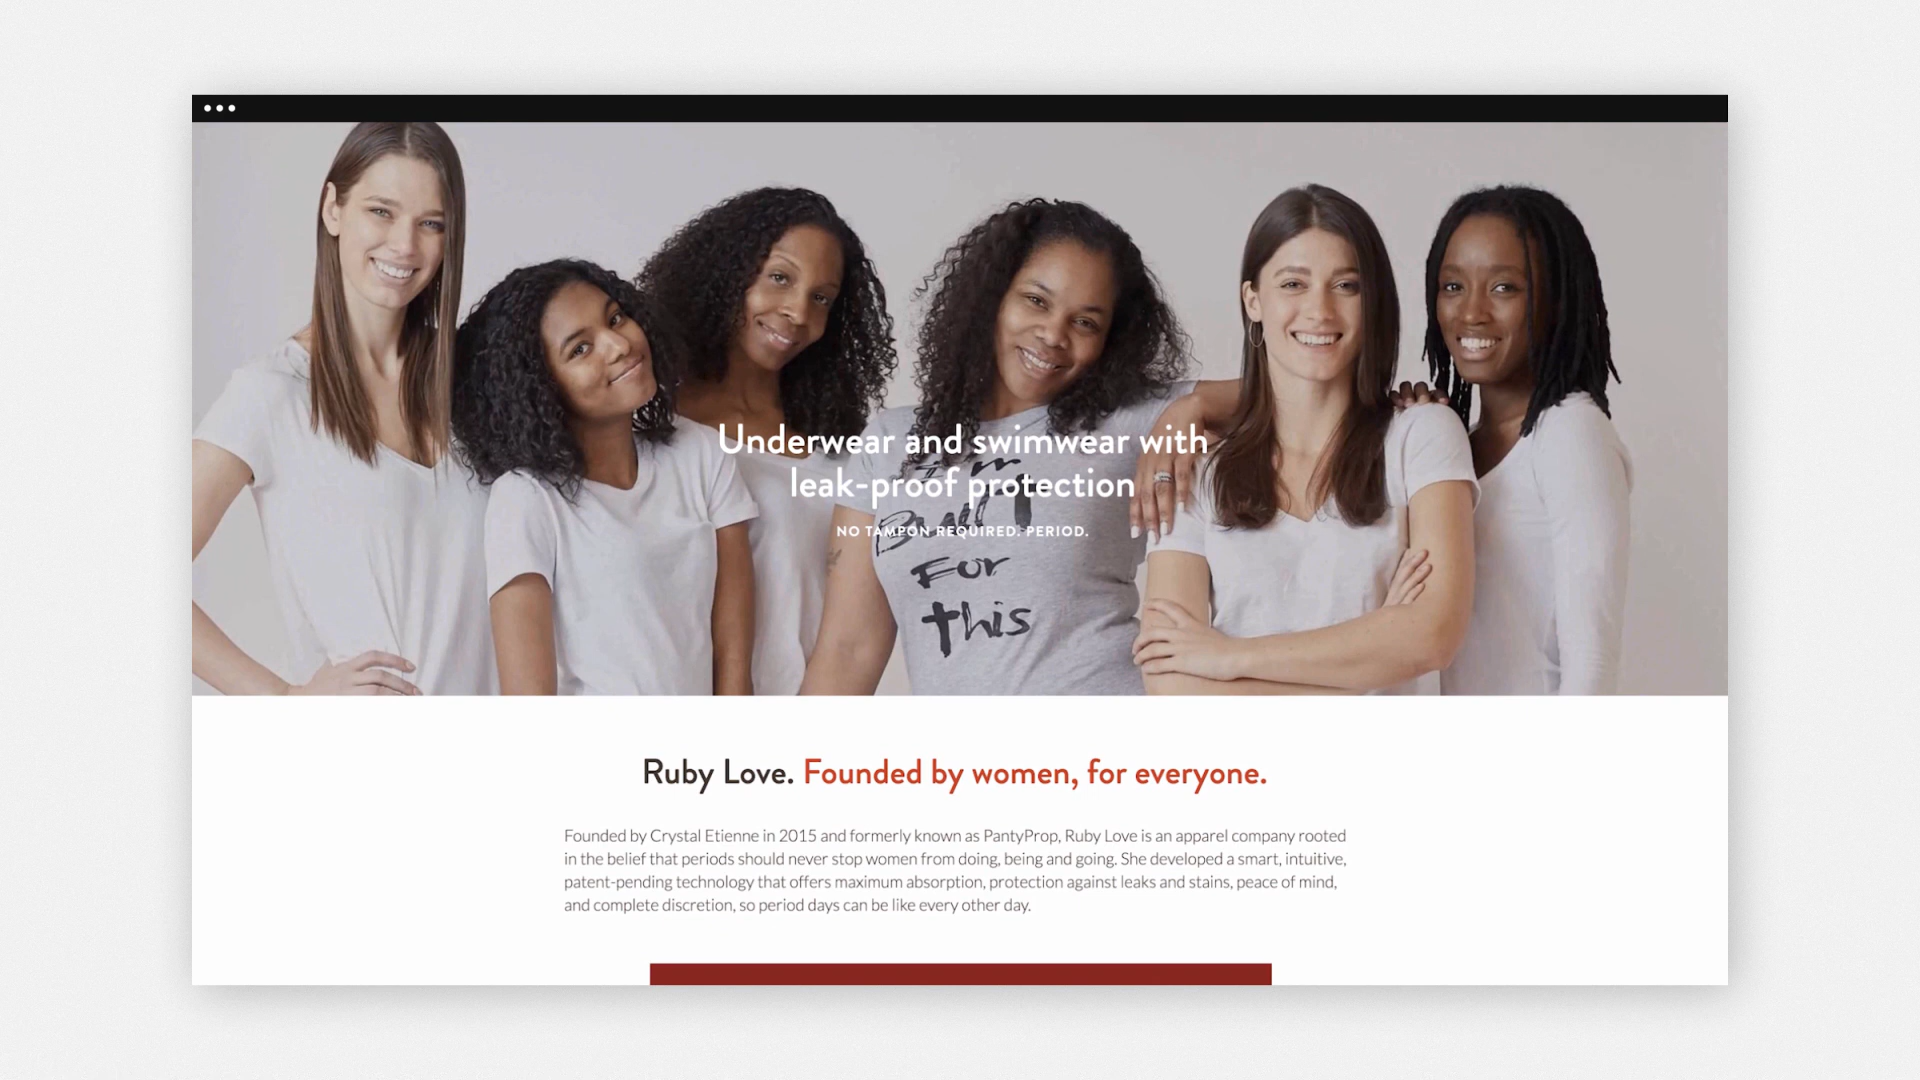 Underwear and swimwear with
leak-proof protection
NO TAMPON REQUIRED. PERIOD.
I'm
Built
For
this
Ruby Love. Founded by women, for everyone.
Founded by Crystal Etienne in 2015 and formerly known as PantyProp, Ruby Love is an apparel company rooted
in the belief that periods should never stop women from doing, being and going. She developed a smart, intuitive,
patent-pending technology that offers maximum absorption, protection against leaks and stains, peace of mind,
and complete discretion, so period days can be like every other day.